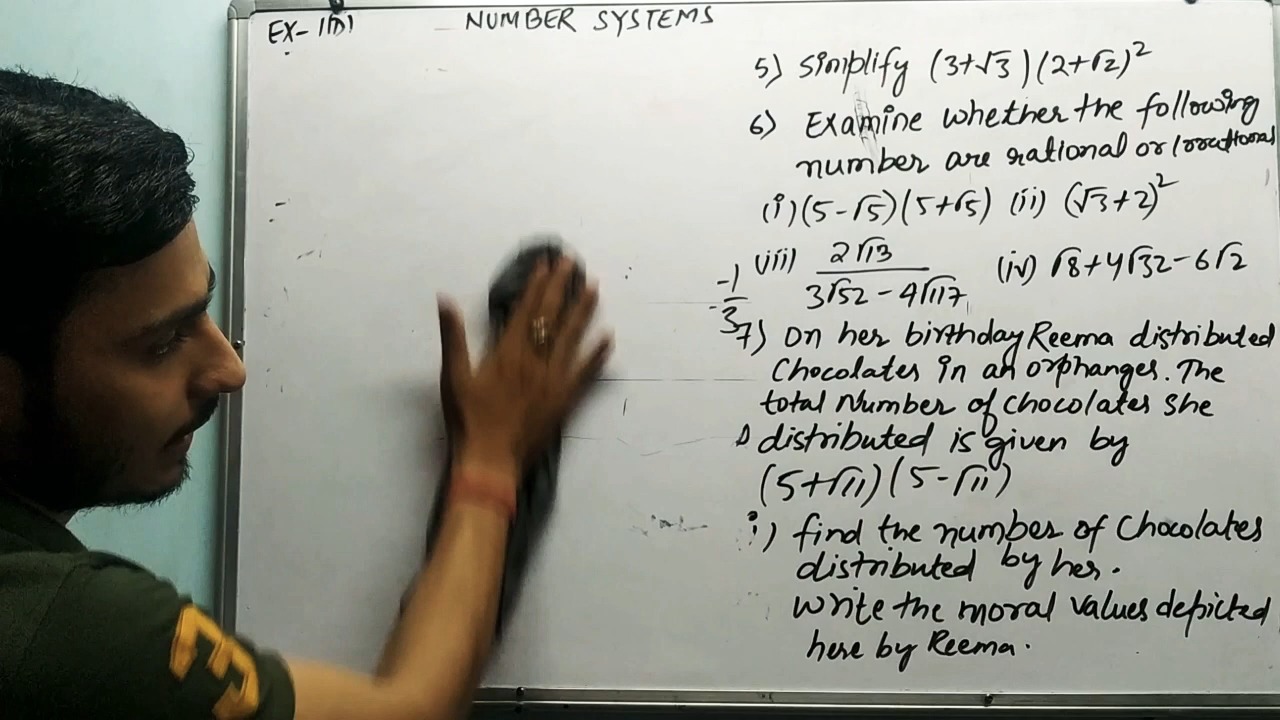 EX- 1(D)
NUMBER SYSTEMS
5) Simplify (3+√3)(2+√2)²
6) Examine whether the following
number are rational or irrational
(i) (5-√5)(5+√5) (ii) (√3+2)²
(iii) 2√13 / 3√52 - 4√117 (iv) √8+4√32-6√2
-1/3
7) On her birthday Reema distributed
Chocolates in an orphanges. The
total Number of chocolates she
distributed is given by
(5+√11)(5-√11)
i) find the number of Chocolates
distributed by her.
Write the moral values depicted
here by Reema.